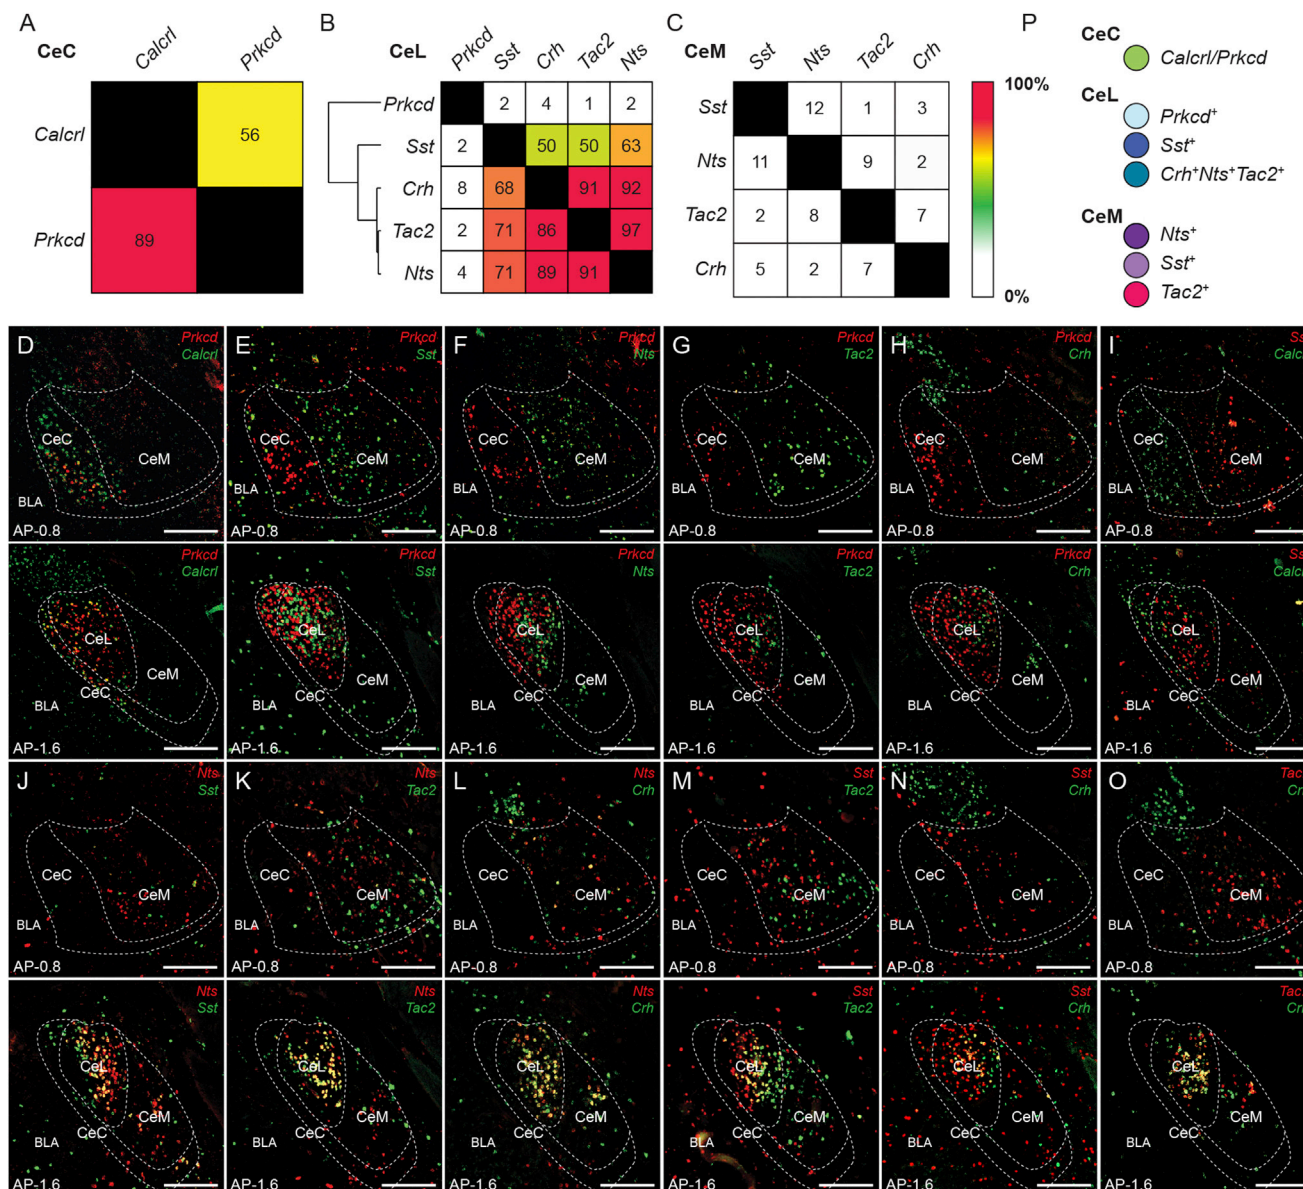 A
CeC
Calcrl
Prkcd
Calcrl
56
Prkcd
89
B
CeL
Prkcd
Sst
Crh
Tac2
Nts
Prkcd
2
4
1
2
Sst
2
50
50
63
Crh
8
68
91
92
Tac2
2
71
86
97
Nts
4
71
89
91
C
CeM
Sst
Nts
Tac2
Crh
Sst
12
1
3
Nts
11
9
2
Tac2
2
8
7
Crh
5
2
7
100%
0%
P
CeC
Calcrl/Prkcd
CeL
Prkcd⁺
Sst⁺
Crh⁺Nts⁺Tac2⁺
CeM
Nts⁺
Sst⁺
Tac2⁺
D
Prkcd
Calcrl
CeC
CeM
BLA
AP-0.8
E
Prkcd
Sst
CeC
CeM
BLA
AP-0.8
F
Prkcd
Nts
CeC
CeM
BLA
AP-0.8
G
Prkcd
Tac2
CeC
CeM
BLA
AP-0.8
H
Prkcd
Crh
CeC
CeM
BLA
AP-0.8
I
Ss
Calc
CeC
CeM
BLA
AP-0.8
Prkcd
Calcrl
CeL
CeM
CeC
BLA
AP-1.6
Prkcd
Sst
CeL
CeM
CeC
BLA
AP-1.6
Prkcd
Nts
CeL
CeM
CeC
BLA
AP-1.6
Prkcd
Tac2
CeL
CeM
CeC
BLA
AP-1.6
Prkcd
Crh
CeL
CeM
CeC
BLA
AP-1.6
Ss
Calc
CeL
CeM
CeC
BLA
AP-1.6
J
Nts
Sst
CeC
CeM
BLA
AP-0.8
K
Nts
Tac2
CeC
CeM
BLA
AP-0.8
L
Nts
Crh
CeC
CeM
BLA
AP-0.8
M
Sst
Tac2
CeC
CeM
BLA
AP-0.8
N
Sst
Crh
CeC
CeM
BLA
AP-0.8
O
Tac
Cr
CeC
CeM
BLA
AP-0.8
Nts
Sst
CeL
CeM
CeC
BLA
AP-1.6
Nts
Tac2
CeL
CeM
CeC
BLA
AP-1.6
Nts
Crh
CeL
CeM
CeC
BLA
AP-1.6
Sst
Tac2
CeL
CeM
CeC
BLA
AP-1.6
Sst
Crh
CeL
CeM
CeC
BLA
AP-1.6
Tac
Cr
CeL
CeM
CeC
BLA
AP-1.6